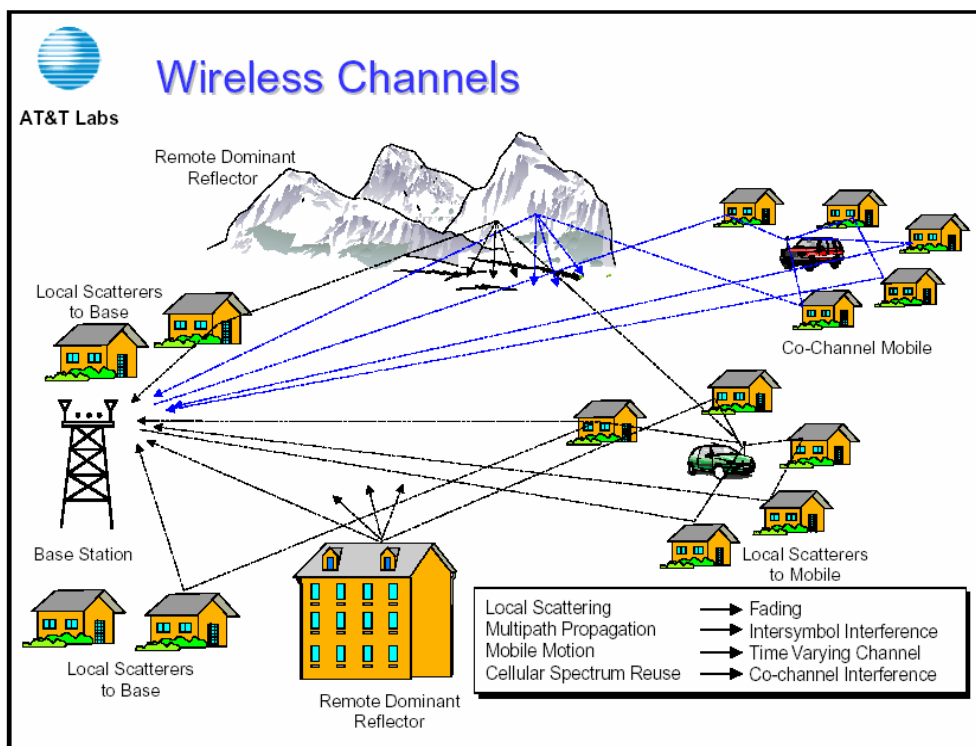 Wireless Channels
AT&T Labs
Remote Dominant
Reflector
Local Scatterers
to Base
Co-Channel Mobile
Base Station
Local Scatterers
to Mobile
Local Scatterers
to Base
Remote Dominant
Reflector
Local Scattering Fading
Multipath Propagation Intersymbol Interference
Mobile Motion Time Varying Channel
Cellular Spectrum Reuse Co-channel Interference